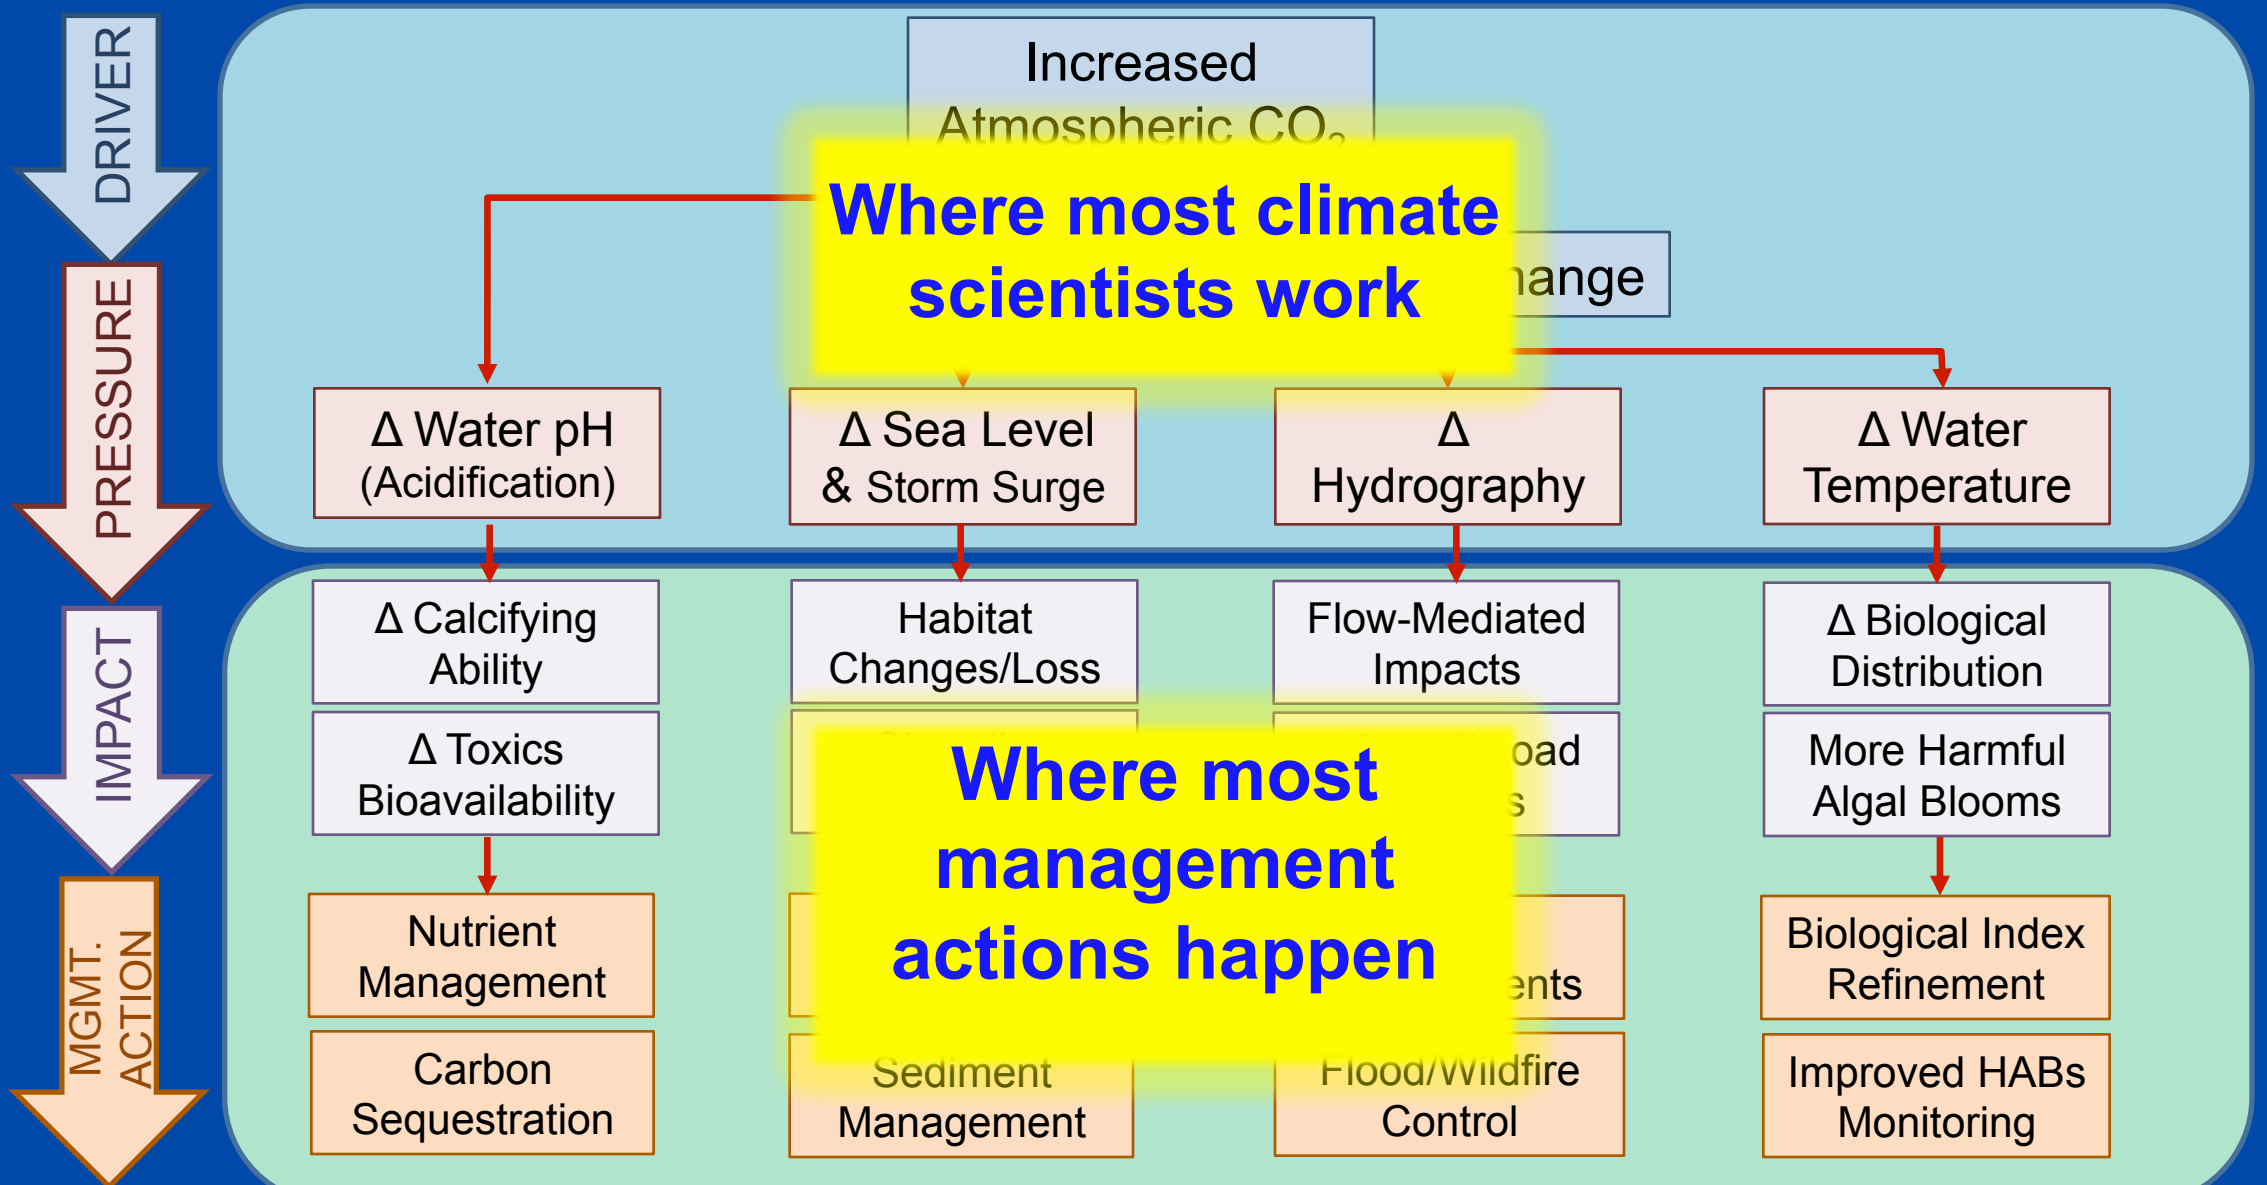 DRIVER
Increased
Atmospheric CO₂
Where most climate
scientists work
PRESSURE
Δ Water pH
(Acidification)
Δ Sea Level
& Storm Surge
Δ
Hydrography
Δ Water
Temperature
IMPACT
Δ Calcifying
Ability
Habitat
Changes/Loss
Flow-Mediated
Impacts
Δ Biological
Distribution
Δ Toxics
Bioavailability
More Harmful
Algal Blooms
Where most
management
actions happen
MGMT.
ACTION
Nutrient
Management
Biological Index
Refinement
Carbon
Sequestration
Sediment
Management
Flood/Wildfire
Control
Improved HABs
Monitoring